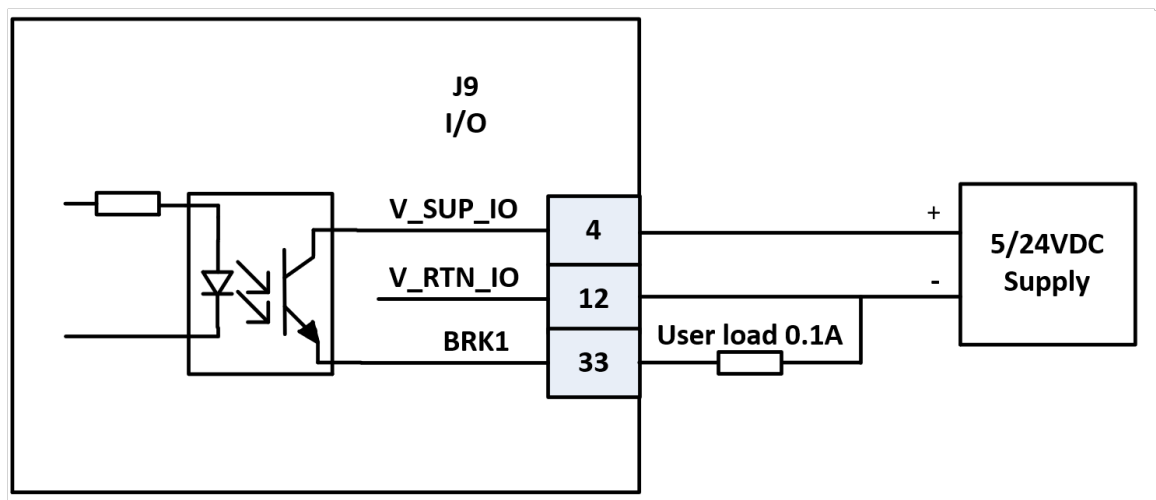 J9
I/O
V_SUP_IO
4
+
5/24VDC
Supply
V_RTN_IO
12
-
BRK1
33
User load 0.1A